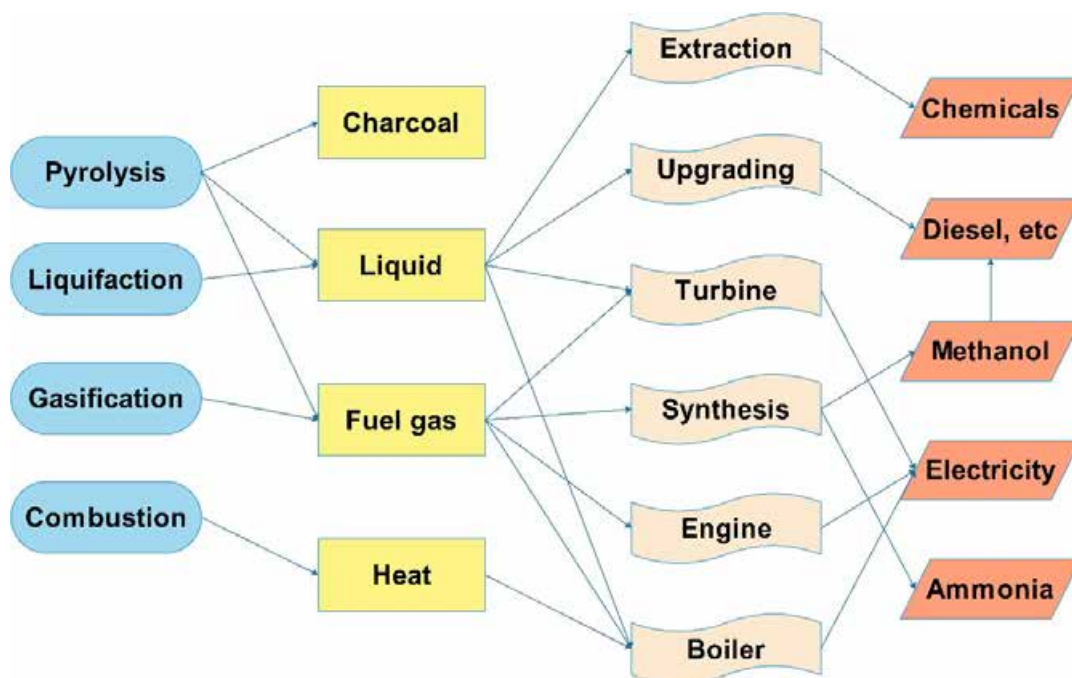 Pyrolysis
Liquifaction
Gasification
Combustion
Charcoal
Liquid
Fuel gas
Heat
Extraction
Upgrading
Turbine
Synthesis
Engine
Boiler
Chemicals
Diesel, etc
Methanol
Electricity
Ammonia